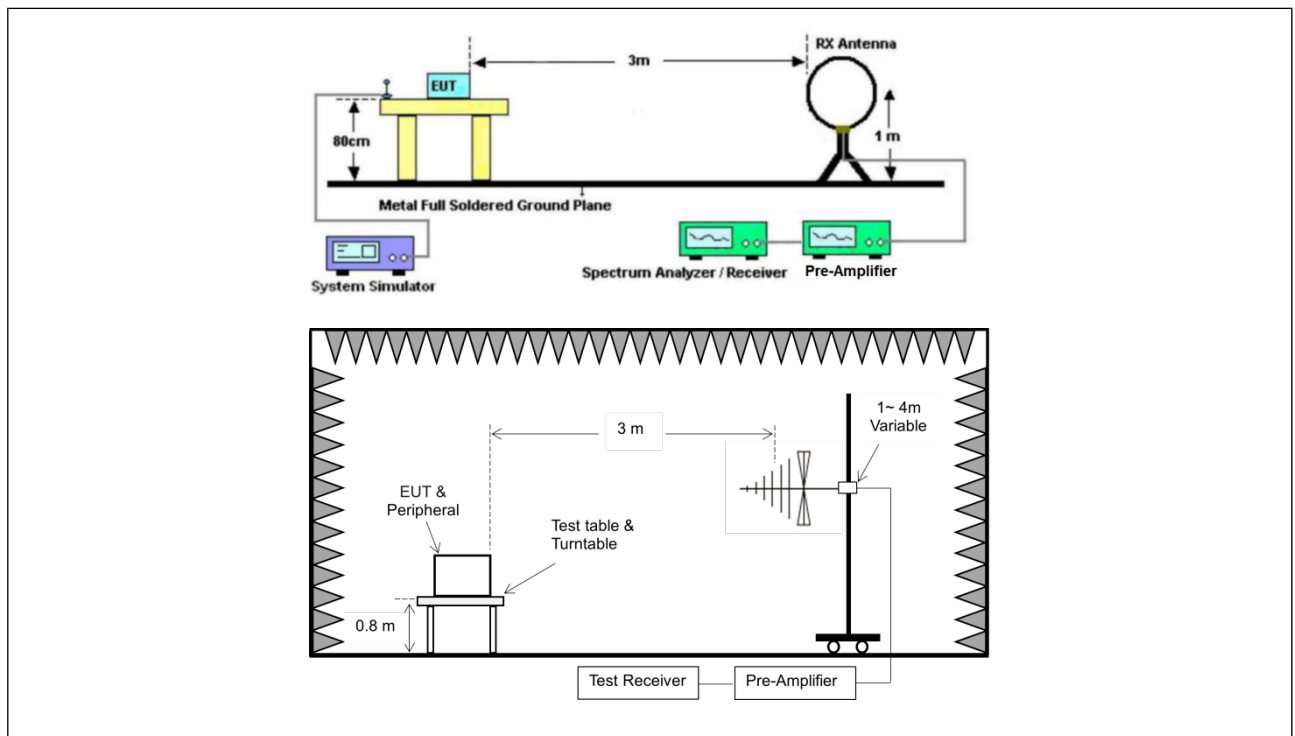 RX Antenna
3m
EUT
80cm
1 m
Metal Full Soldered Ground Plane
Spectrum Analyzer / Receiver
Pre-Amplifier
System Simulator
1~ 4m
Variable
3 m
EUT &
Peripheral
Test table &
Turntable
0.8 m
Test Receiver
Pre-Amplifier